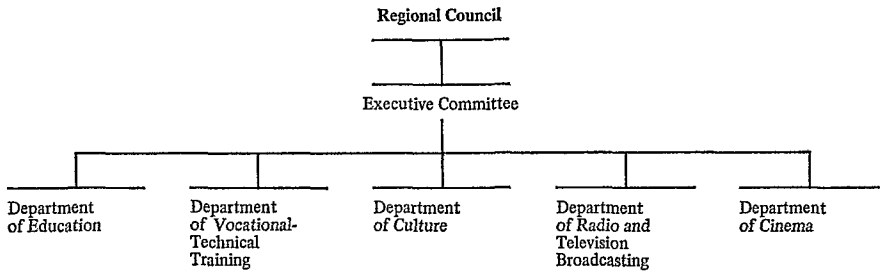 Regional Council
Executive Committee
Department
of Education
Department
of Vocational-
Technical
Training
Department
of Culture
Department
of Radio and
Television
Broadcasting
Department
of Cinema